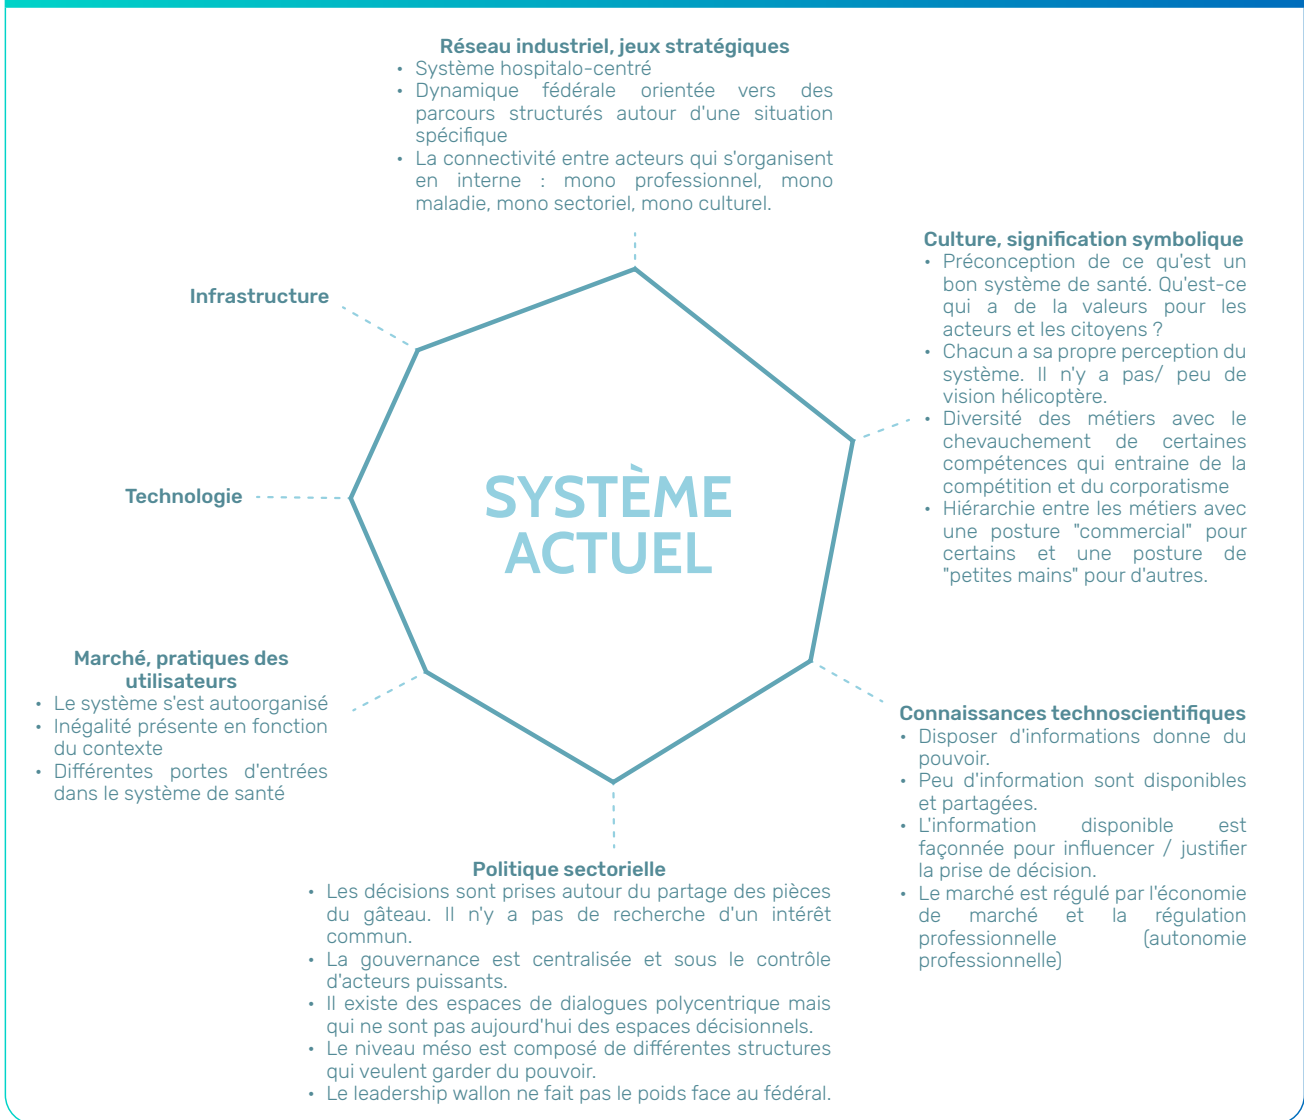 Réseau industriel, jeux stratégiques
• Système hospitalo-centré
• Dynamique fédérale orientée vers des
parcours structurés autour d'une situation
spécifique
• La connectivité entre acteurs qui s'organisent
en interne : mono professionnel, mono
maladie, mono sectoriel, mono culturel.
Culture, signification symbolique
• Préconception de ce qu'est un
bon système de santé. Qu'est-ce
qui a de la valeurs pour les
acteurs et les citoyens ?
• Chacun a sa propre perception du
système. Il n'y a pas/ peu de
vision hélicoptère.
• Diversité des métiers avec le
chevauchement de certaines
compétences qui entraine de la
compétition et du corporatisme
• Hiérarchie entre les métiers avec
une posture "commercial" pour
certains et une posture de
"petites mains" pour d'autres.
Infrastructure
Technologie
SYSTÈME
ACTUEL
Marché, pratiques des
utilisateurs
• Le système s'est autoorganisé
• Inégalité présente en fonction
du contexte
• Différentes portes d'entrées
dans le système de santé
Connaissances technoscientifiques
• Disposer d'informations donne du
pouvoir.
• Peu d'information sont disponibles
et partagées.
• L'information disponible est
façonnée pour influencer / justifier
la prise de décision.
• Le marché est régulé par l'économie
de marché et la régulation
professionnelle (autonomie
professionnelle)
Politique sectorielle
• Les décisions sont prises autour du partage des pièces
du gâteau. Il n'y a pas de recherche d'un intérêt
commun.
• La gouvernance est centralisée et sous le contrôle
d'acteurs puissants.
• Il existe des espaces de dialogues polycentrique mais
qui ne sont pas aujourd'hui des espaces décisionnels.
• Le niveau méso est composé de différentes structures
qui veulent garder du pouvoir.
• Le leadership wallon ne fait pas le poids face au fédéral.